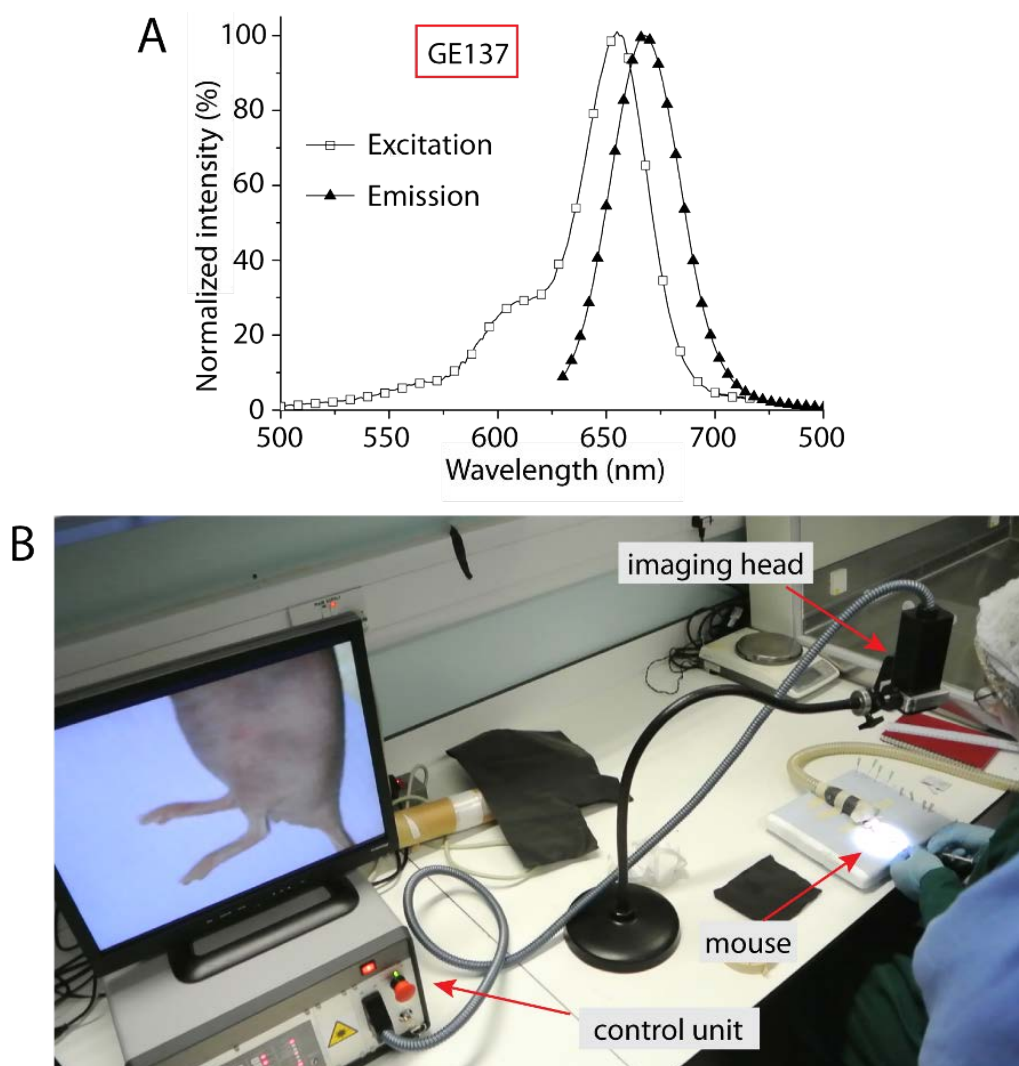 A
GE137
Excitation
Emission
Normalized intensity (%)
100
80
60
40
20
0
500 550 600 650 700 500
Wavelength (nm)
B
imaging head
mouse
control unit